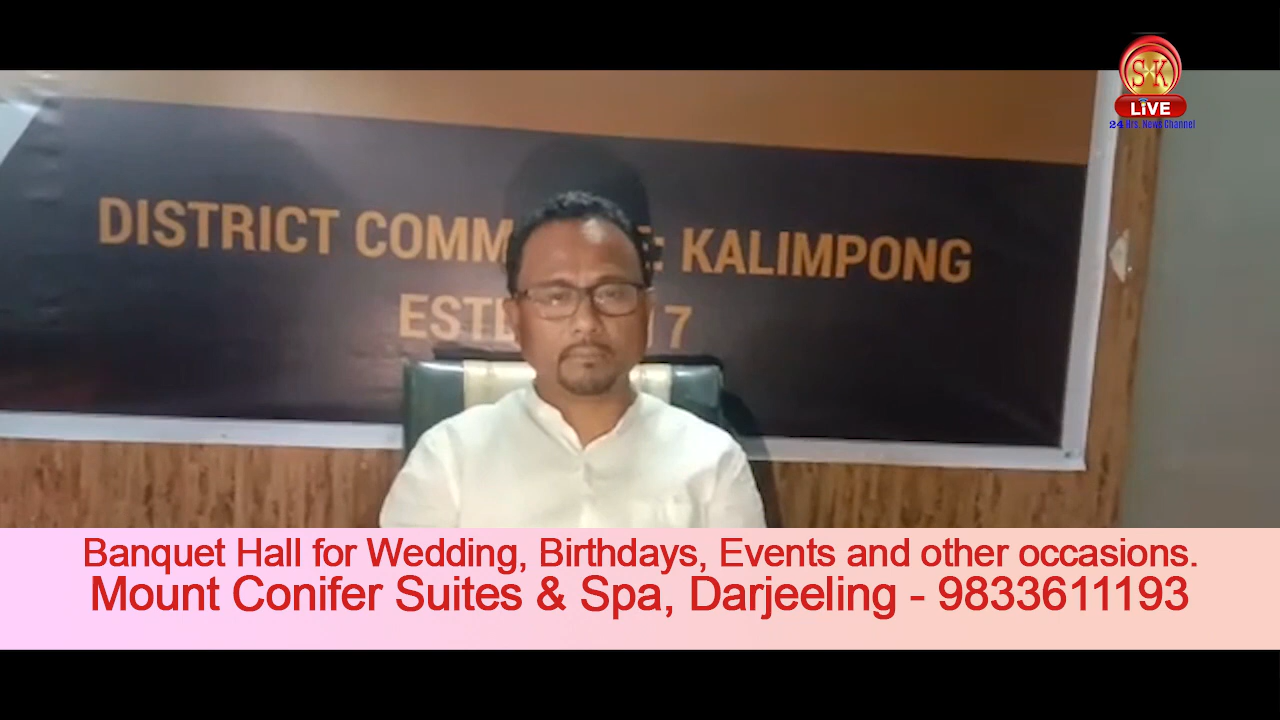 S K
LiVE
24 Hrs. News Channel
DISTRICT COMM E: KALIMPONG
ESTD 17
Banquet Hall for Wedding, Birthdays, Events and other occasions.
Mount Conifer Suites & Spa, Darjeeling - 9833611193